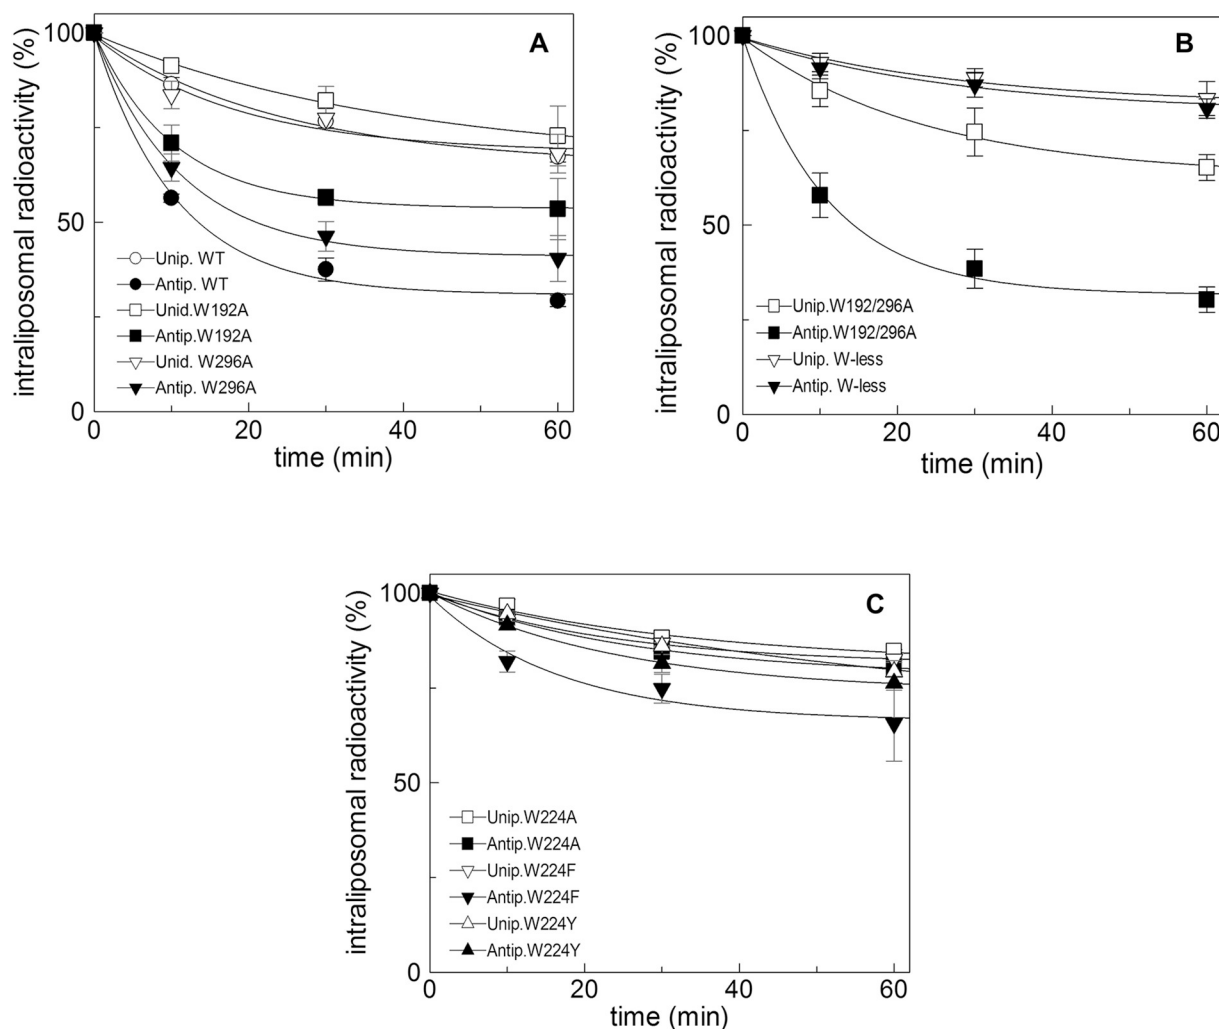 A
intraliposomal radioactivity (%)
100
50
0
Unip. WT
Antip. WT
Unid.W192A
Antip.W192A
Unid. W296A
Antip. W296A
0 20 40 60
time (min)
B
intraliposomal radioactivity (%)
100
50
0
Unip.W192/296A
Antip.W192/296A
Unip. W-less
Antip. W-less
0 20 40 60
time (min)
C
intraliposomal radioactivity (%)
100
50
0
Unip.W224A
Antip.W224A
Unip.W224F
Antip.W224F
Unip.W224Y
Antip.W224Y
0 20 40 60
time (min)